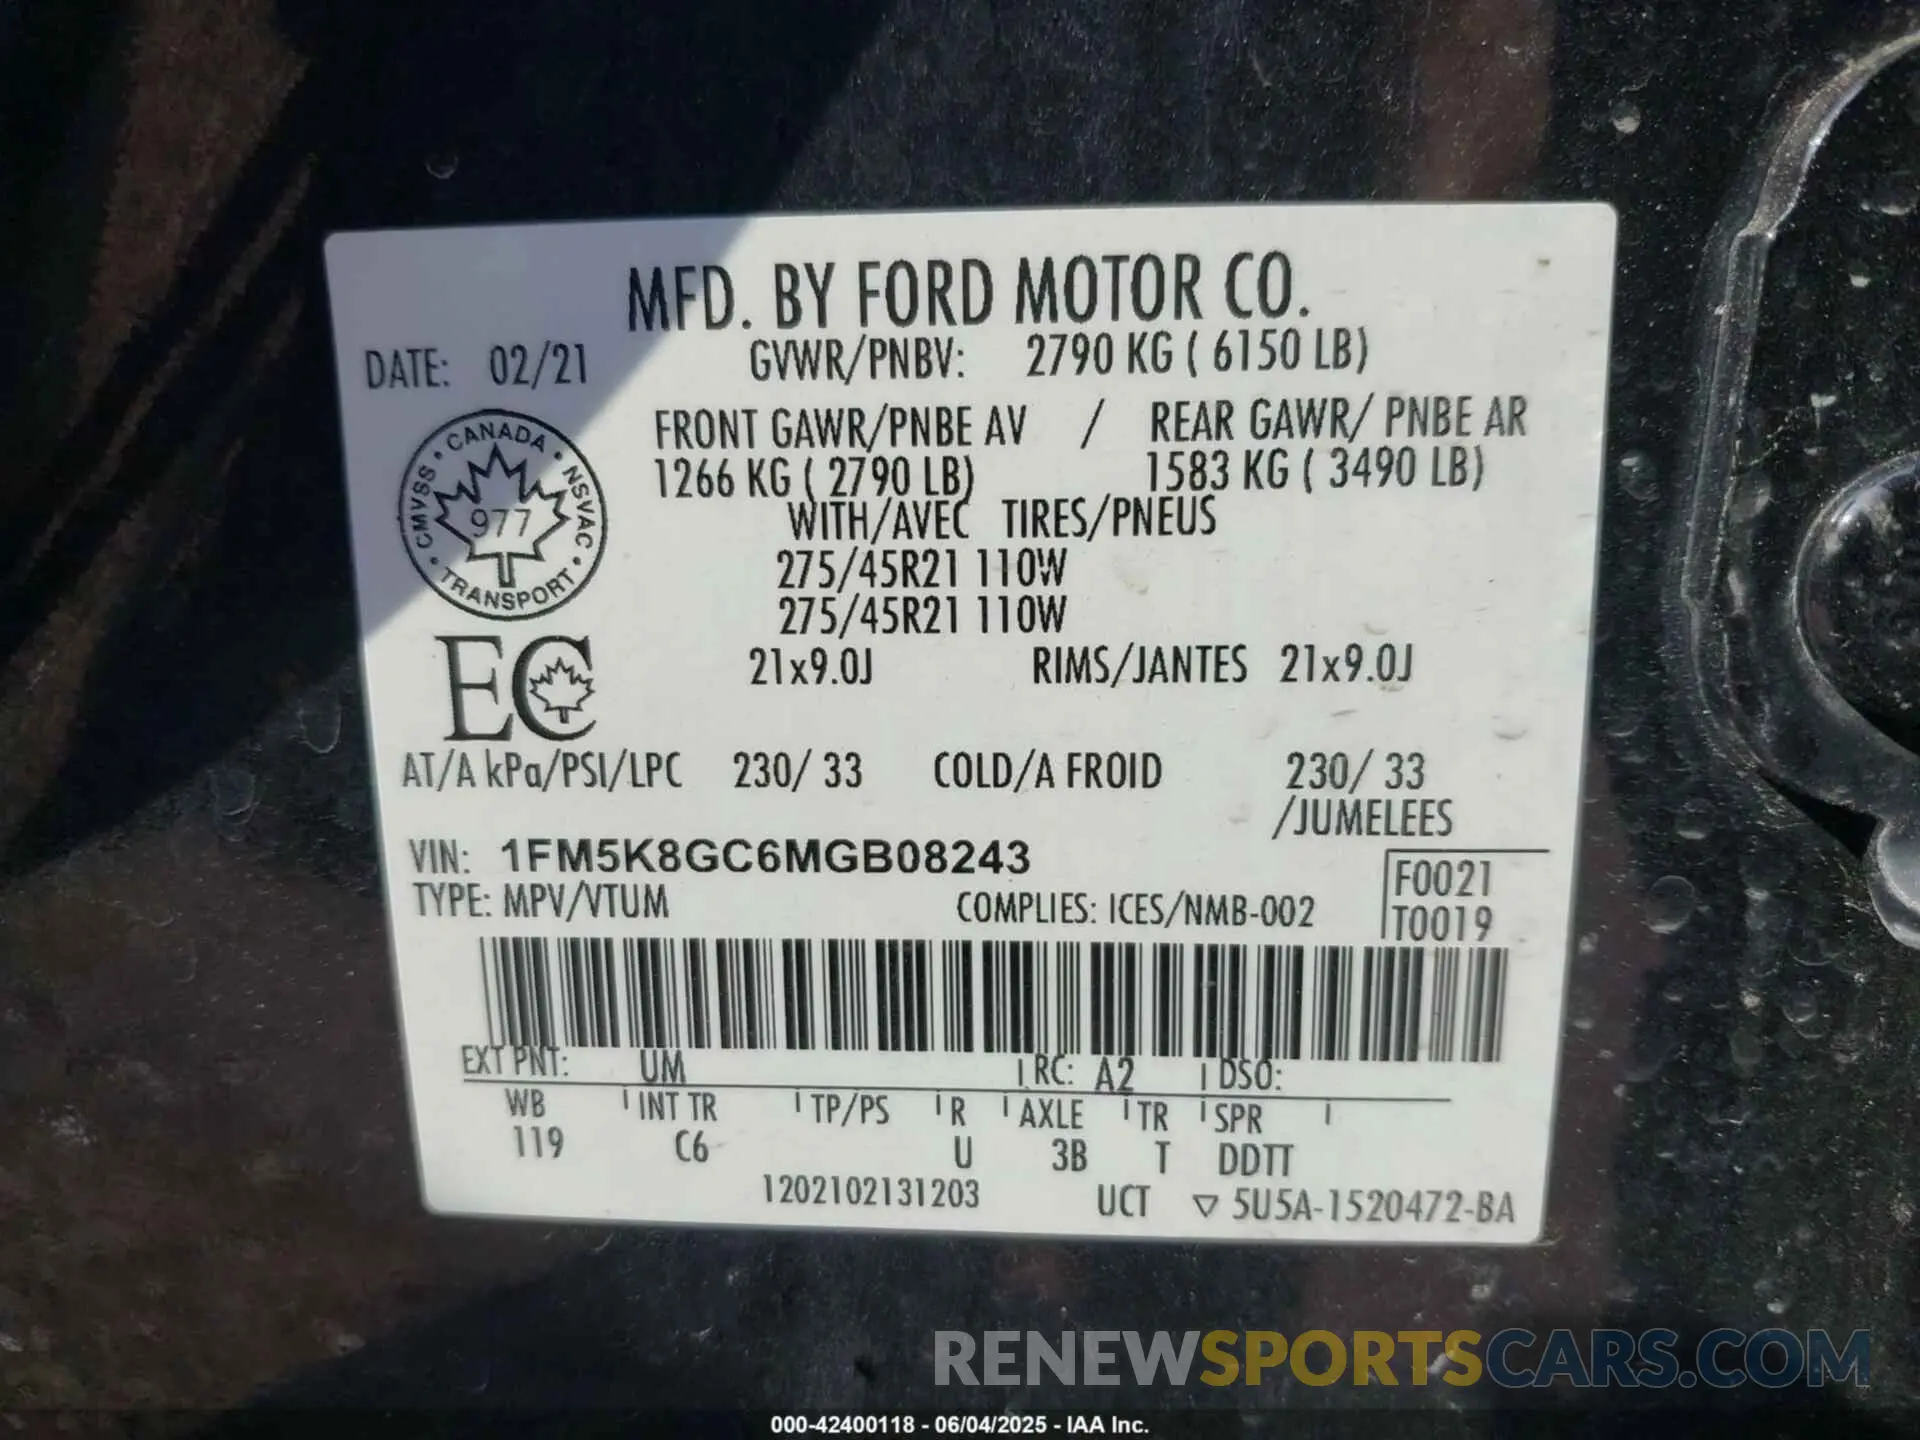 MFD. BY FORD MOTOR CO.
DATE: 02/21 GVWR/PNBV: 2790 KG ( 6150 LB)
FRONT GAWR/PNBE AV / REAR GAWR/ PNBE AR
1266 KG ( 2790 LB) 1583 KG ( 3490 LB)
WITH/AVEC TIRES/PNEUS
275/45R21 110W
275/45R21 110W
CANADA
CMVSS NSVAC
977
TRANSPORT
EC
21x9.0J RIMS/JANTES 21x9.0J
AT/A kPa/PSI/LPC 230/ 33 COLD/A FROID 230/ 33
/JUMELEES
VIN: 1FM5K8GC6MGB08243
F0021
TYPE: MPV/VTUM COMPLIES: ICES/NMB-002
T0019
EXT PNT: UM RC: A2 DSO:
WB INT TR TP/PS R AXLE TR SPR
119 C6 U 3B T DDTT
1202102131203 UCT ▽ 5U5A-1520472-BA
RENEWSPORTSCARS.COM
000-42400118 - 06/04/2025 - IAA Inc.